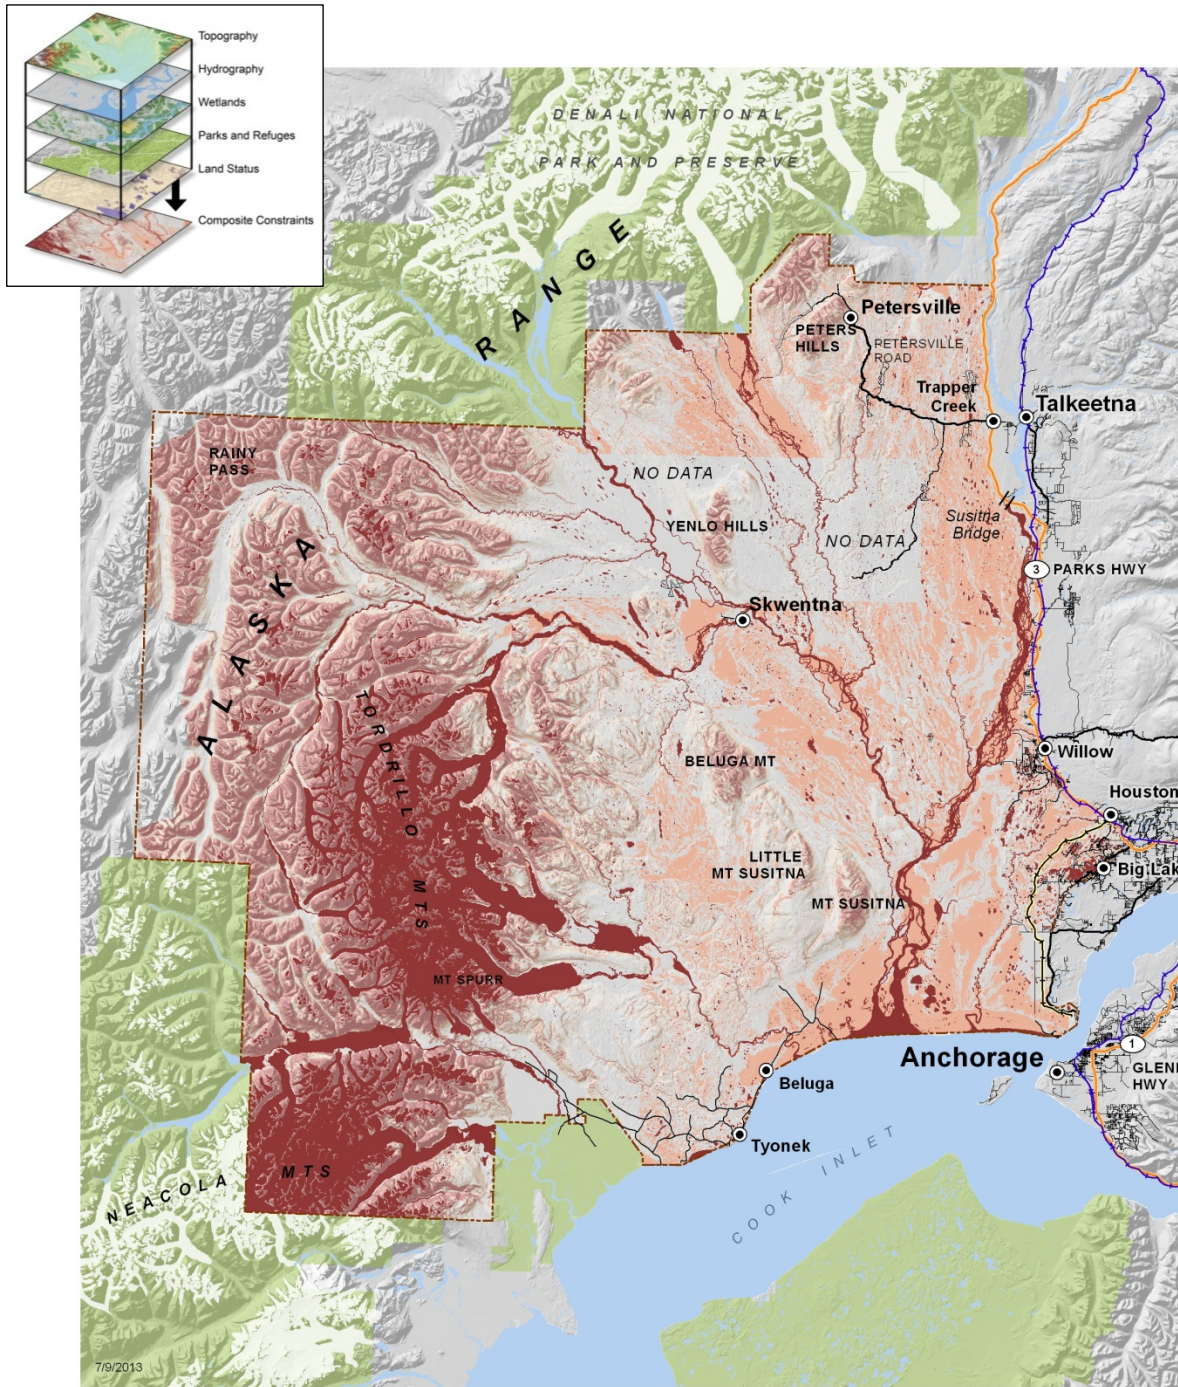 Topography
Hydrography
Wetlands
Parks and Refuges
Land Status
Composite Constraints
DENALI NATIONAL
PARK AND PRESERVE
RANGE
Petersville
PETERS
HILLS
PETERSVILLE
ROAD
Trapper
Creek
Talkeetna
RAINY
PASS
NO DATA
YENLO HILLS
NO DATA
Susitna
Bridge
3
PARKS HWY
ALASKA
Skwentna
TORDRILLO MTS
BELUGA MT
Willow
Houston
LITTLE
MT SUSITNA
Big Lak
MT SUSITNA
MT SPURR
Anchorage
1
GLEN
HWY
Beluga
Tyonek
COOK INLET
NEACOLA
MTS
7/9/2013